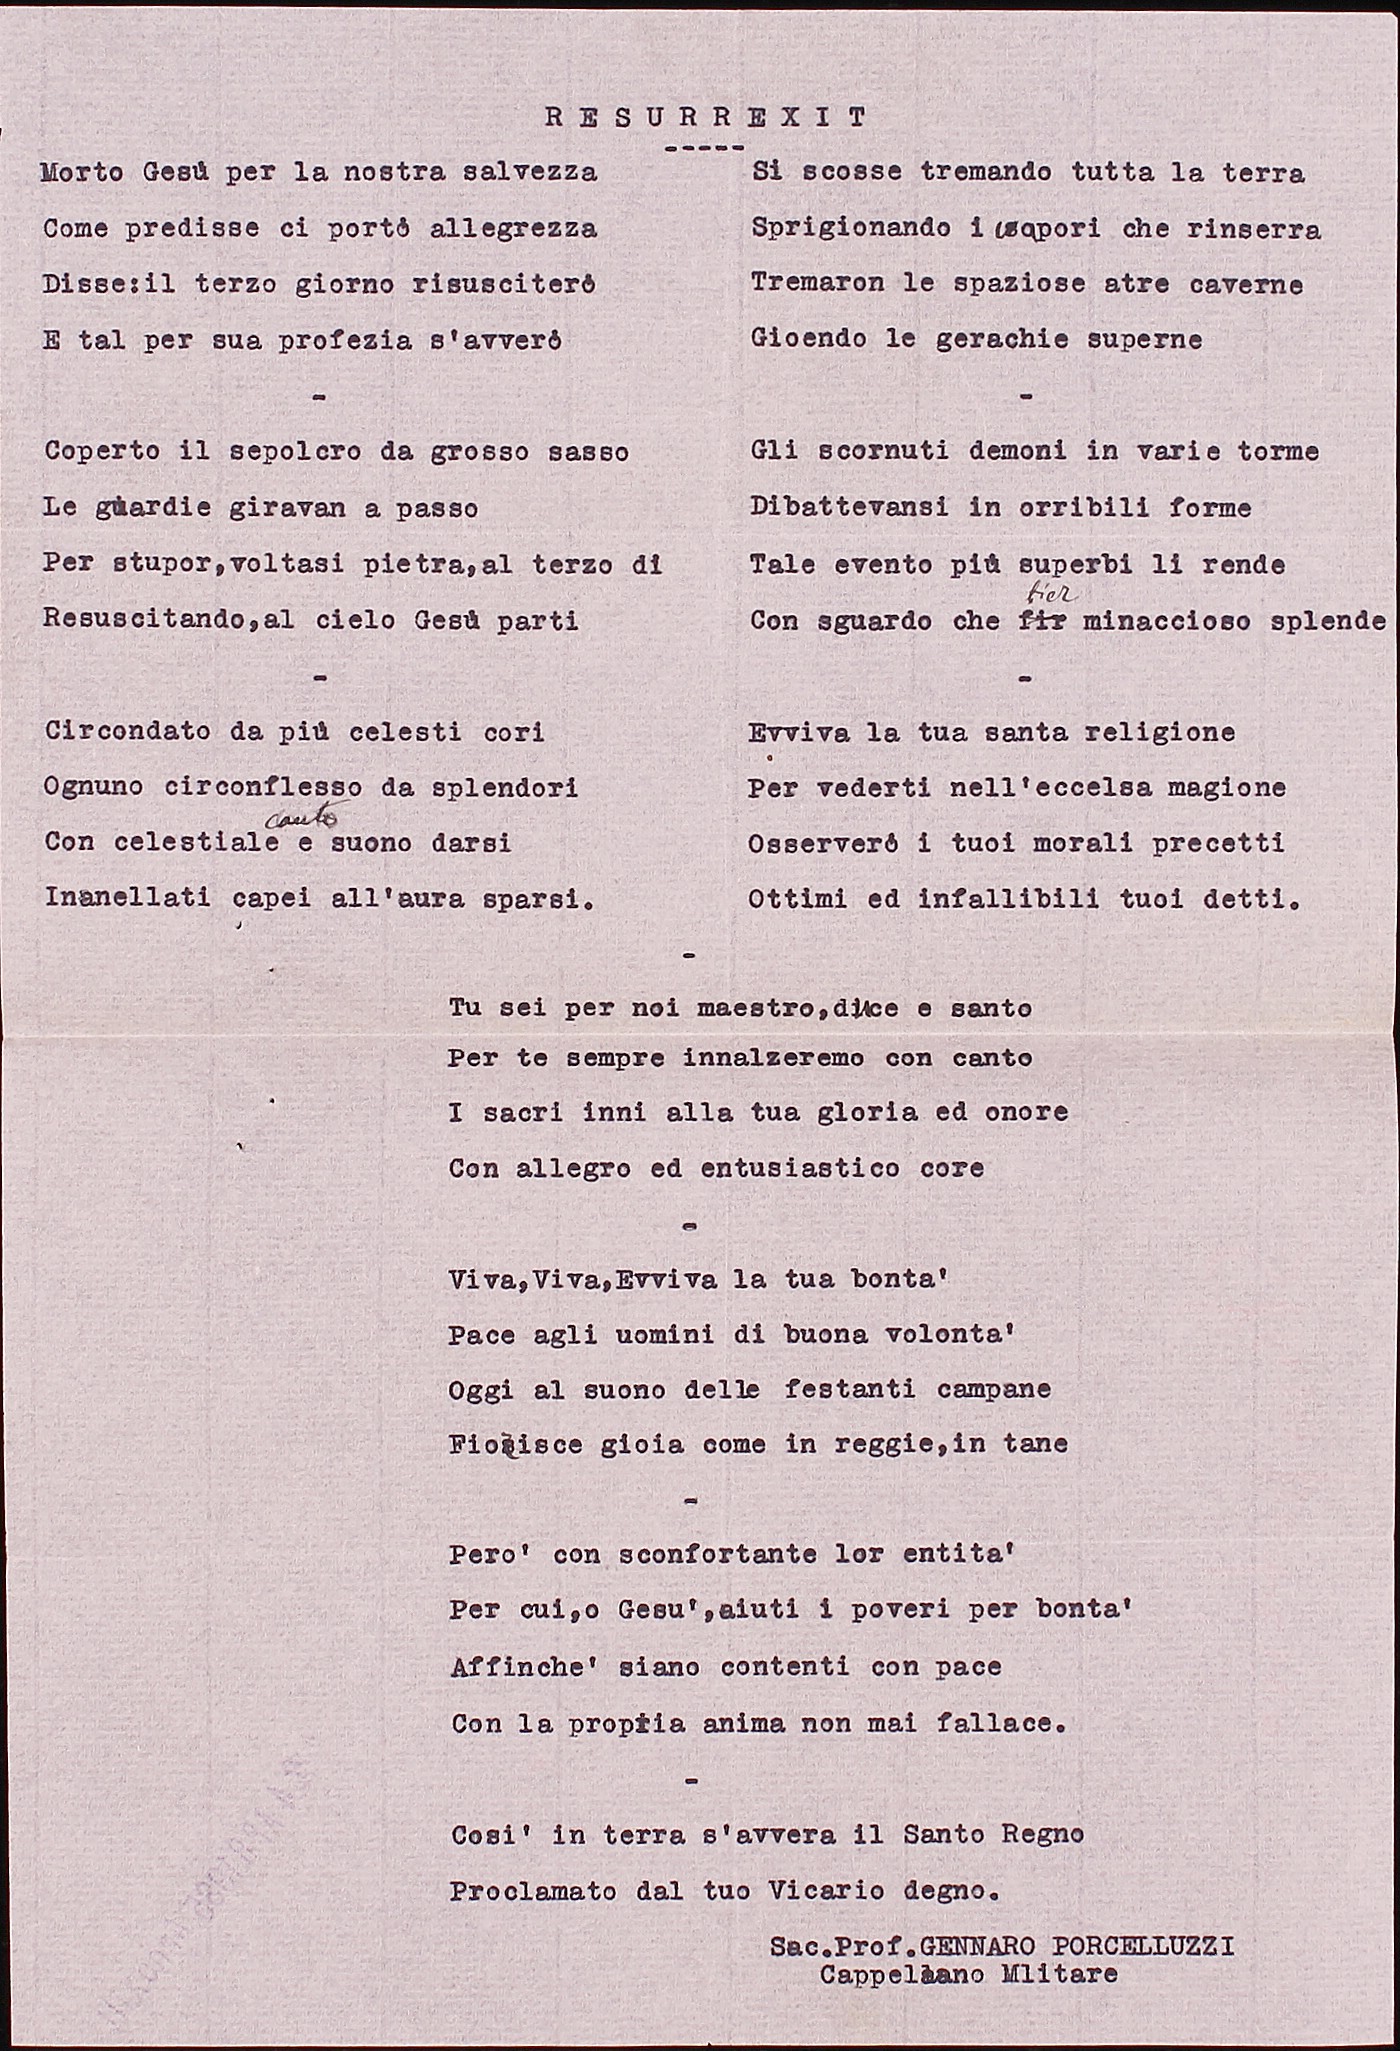 RESURREXIT
-----
Morto Gesù per la nostra salvezza
Come predisse ci portò allegrezza
Disse:il terzo giorno risusciterò
E tal per sua profezia s'avverò
-
Coperto il sepolcro da grosso sasso
Le guardie giravan a passo
Per stupor,voltasi pietra,al terzo dì
Resuscitando,al cielo Gesù partì
-
Circondato da più celesti cori
Ognuno circonflesso da splendori
Con celestiale canto e suono darsi
Inanellati capei all'aura sparsi.
Si scosse tremando tutta la terra
Sprigionando i vapori che rinserra
Tremaron le spaziose atre caverne
Gioendo le gerachie superne
-
Gli scornuti demoni in varie torme
Dibattevansi in orribili forme
Tale evento più superbi li rende
Con sguardo che fier minaccioso splende
-
Evviva la tua santa religione
Per vederti nell'eccelsa magione
Osserverò i tuoi morali precetti
Ottimi ed infallibili tuoi detti.
-
Tu sei per noi maestro,duce e santo
Per te sempre innalzeremo con canto
I sacri inni alla tua gloria ed onore
Con allegro ed entusiastico core
-
Viva,Viva,Evviva la tua bonta'
Pace agli uomini di buona volonta'
Oggi al suono delle festanti campane
Fiorisce gioia come in reggie,in tane
-
Pero' con sconfortante lor entita'
Per cui,o Gesu',aiuti i poveri per bonta'
Affinche' siano contenti con pace
Con la propria anima non mai fallace.
-
Cosi' in terra s'avvera il Santo Regno
Proclamato dal tuo Vicario degno.
Sac.Prof.GENNARO PORCELLUZZI
Cappellano Mlitare